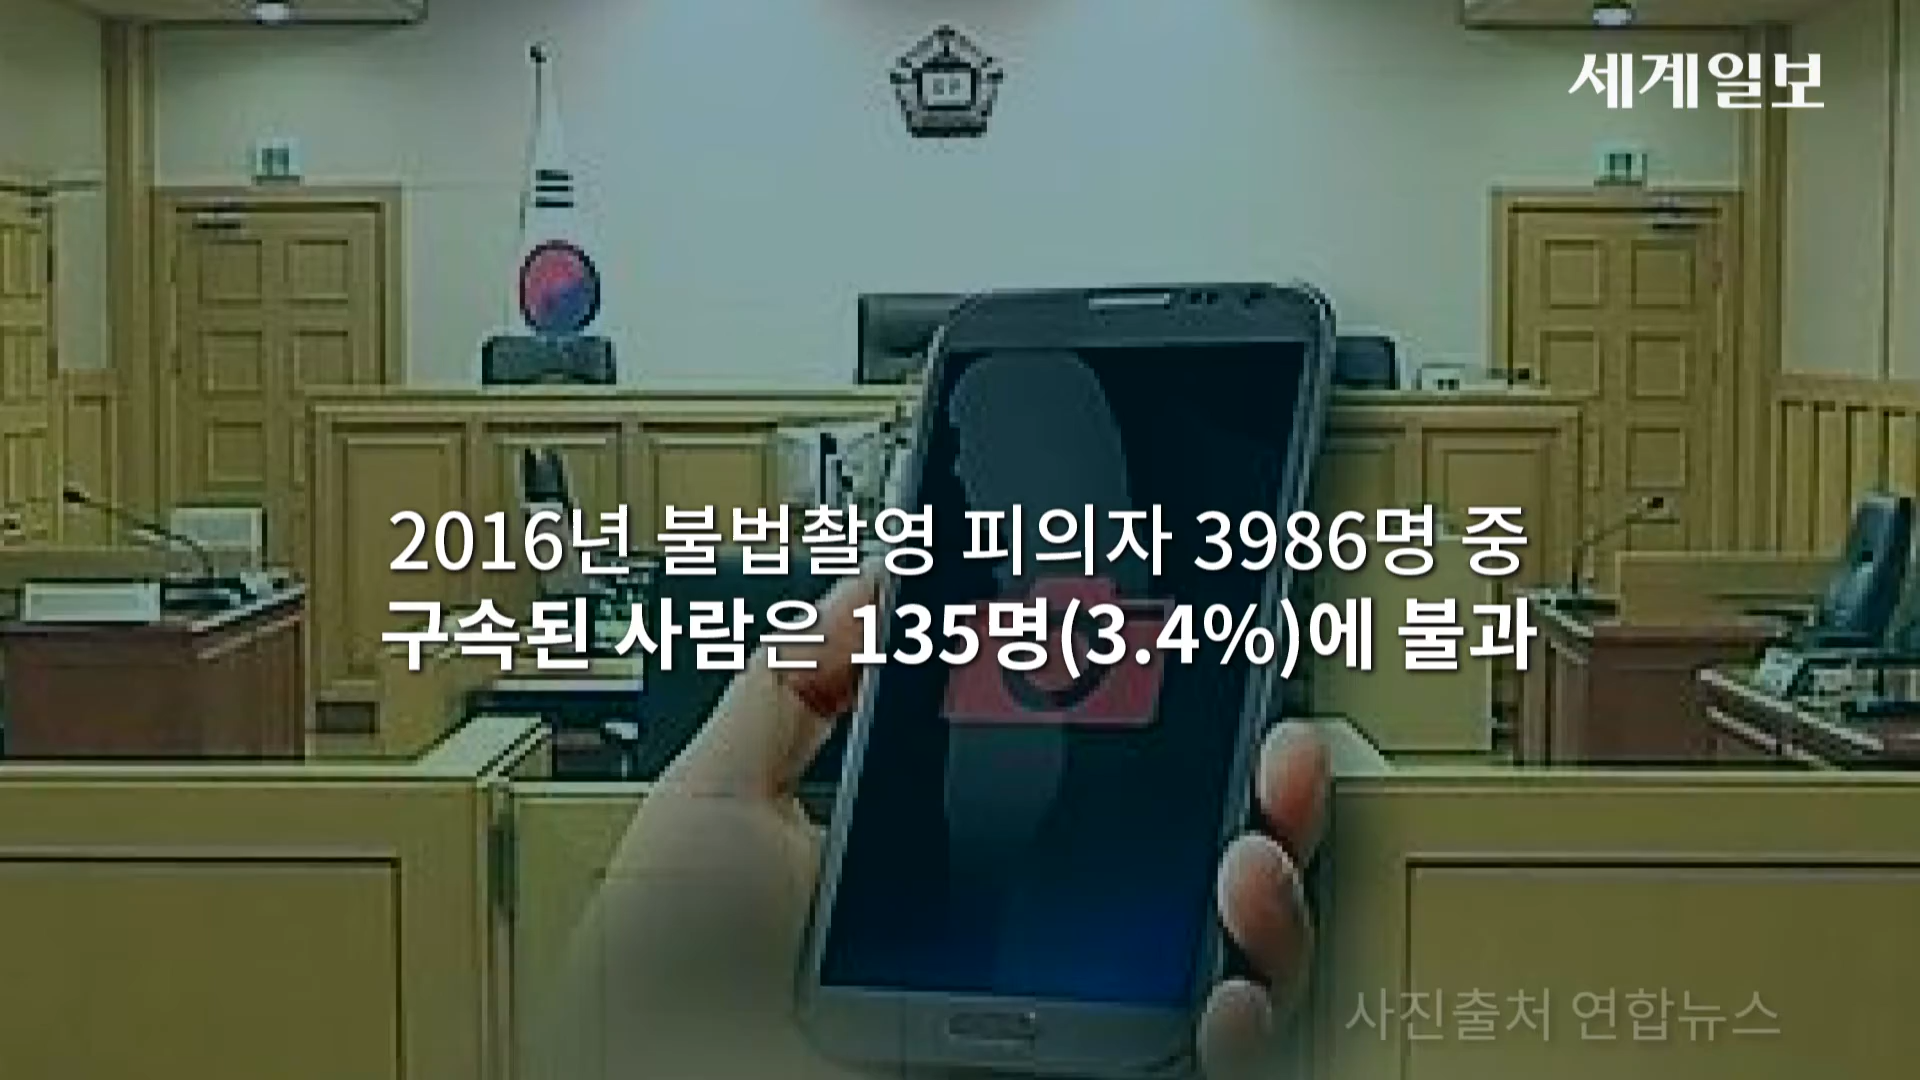 세계일보
2016년 불법촬영 피의자 3986명 중
구속된 사람은 135명(3.4%)에 불과
사진출처 연합뉴스